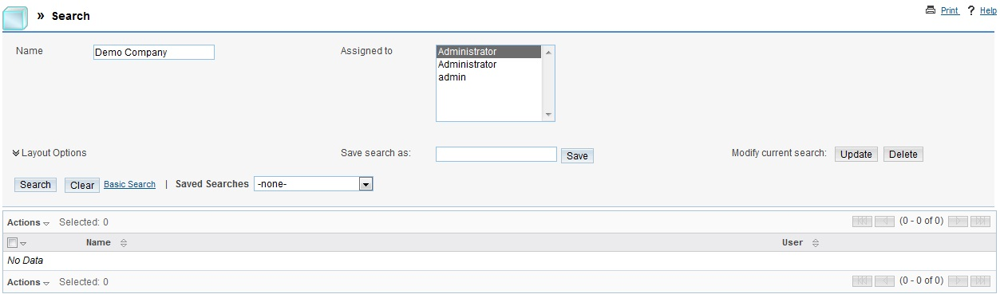 » Search
Print ? Help
Name Demo Company Assigned to Administrator
Administrator
admin
Layout Options Save search as: Save Modify current search: Update Delete
Search Clear Basic Search | Saved Searches -none-
Actions Selected: 0 (0 - 0 of 0)
Name User
No Data
Actions Selected: 0 (0 - 0 of 0)